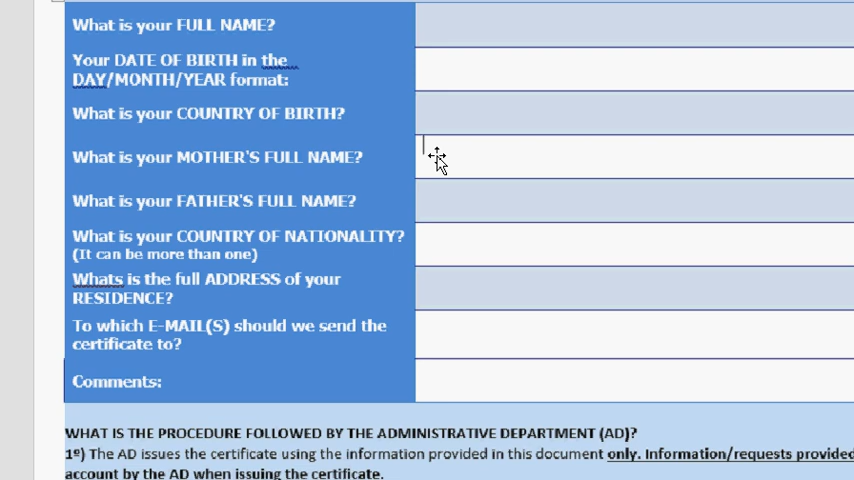 What is your FULL NAME?
Your DATE OF BIRTH in the
DAY/MONTH/YEAR format:
What is your COUNTRY OF BIRTH?
What is your MOTHER'S FULL NAME?
What is your FATHER'S FULL NAME?
What is your COUNTRY OF NATIONALITY?
(It can be more than one)
Whats is the full ADDRESS of your
RESIDENCE?
To which E-MAIL(S) should we send the
certificate to?
Comments:
WHAT IS THE PROCEDURE FOLLOWED BY THE ADMINISTRATIVE DEPARTMENT (AD)?
1º) The AD issues the certificate using the information provided in this document only. Information/requests provided
account by the AD when issuing the certificate.